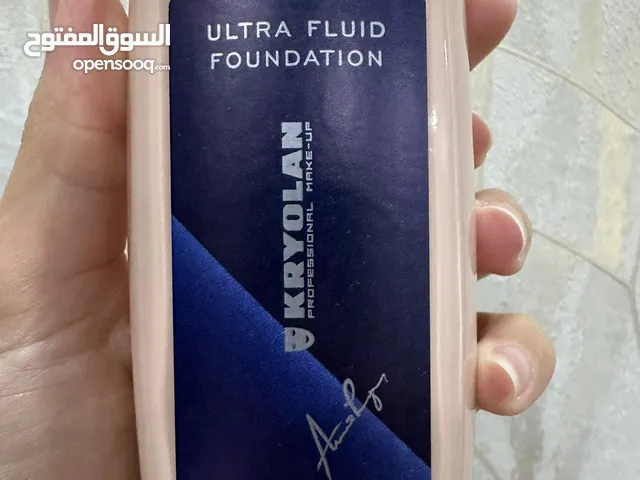 السوق المفتوح
opensooq.com
ULTRA FLUID
FOUNDATION
KRYOLAN
PROFESSIONAL MAKE-UP